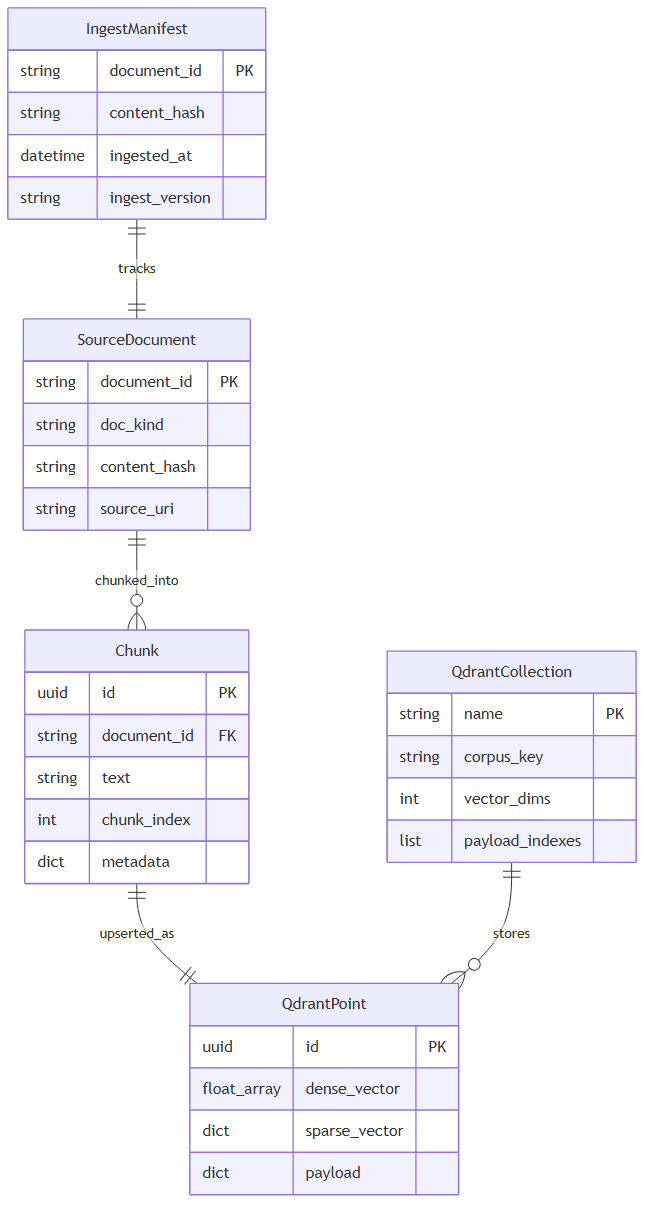 IngestManifest
string document_id PK
string content_hash
datetime ingested_at
string ingest_version
tracks
SourceDocument
string document_id PK
string doc_kind
string content_hash
string source_uri
chunked_into
Chunk
uuid id PK
string document_id FK
string text
int chunk_index
dict metadata
QdrantCollection
string name PK
string corpus_key
int vector_dims
list payload_indexes
upserted_as
stores
QdrantPoint
uuid id PK
float_array dense_vector
dict sparse_vector
dict payload